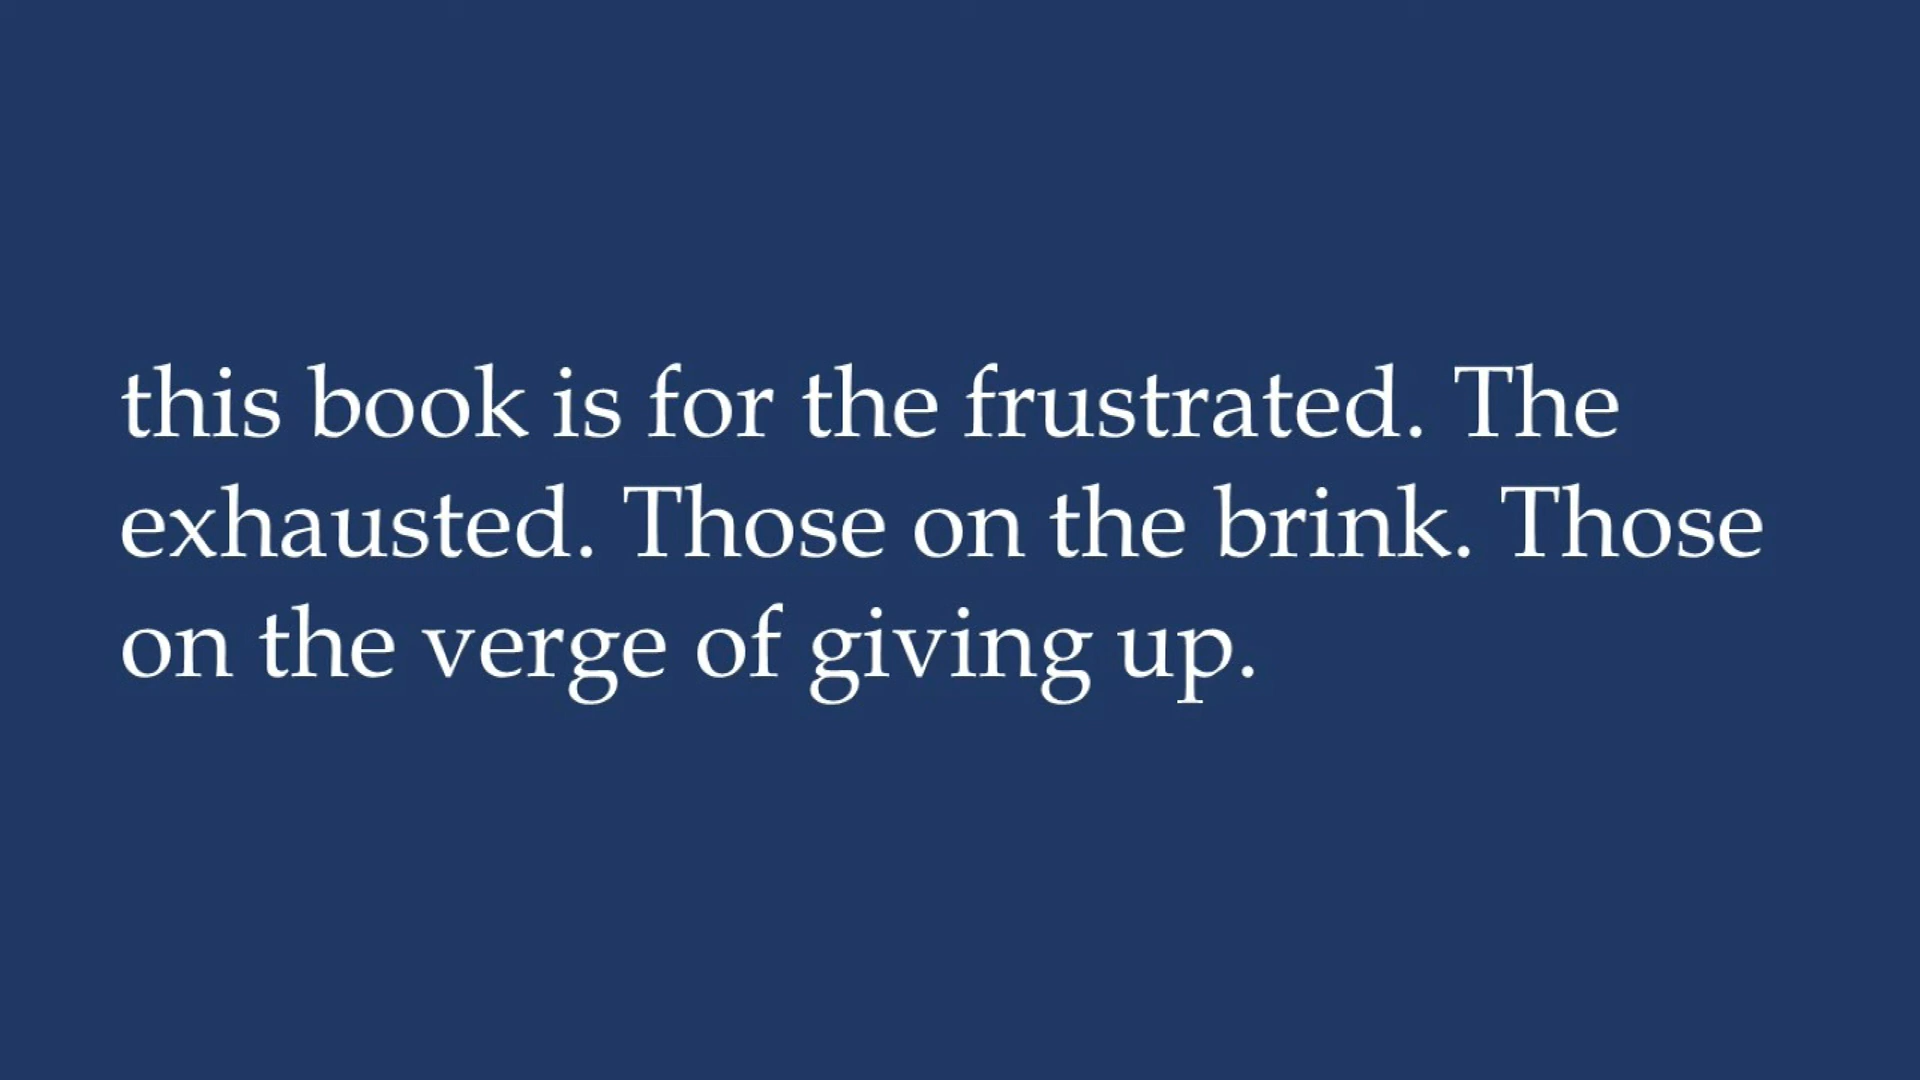 this book is for the frustrated. The
exhausted. Those on the brink. Those
on the verge of giving up.